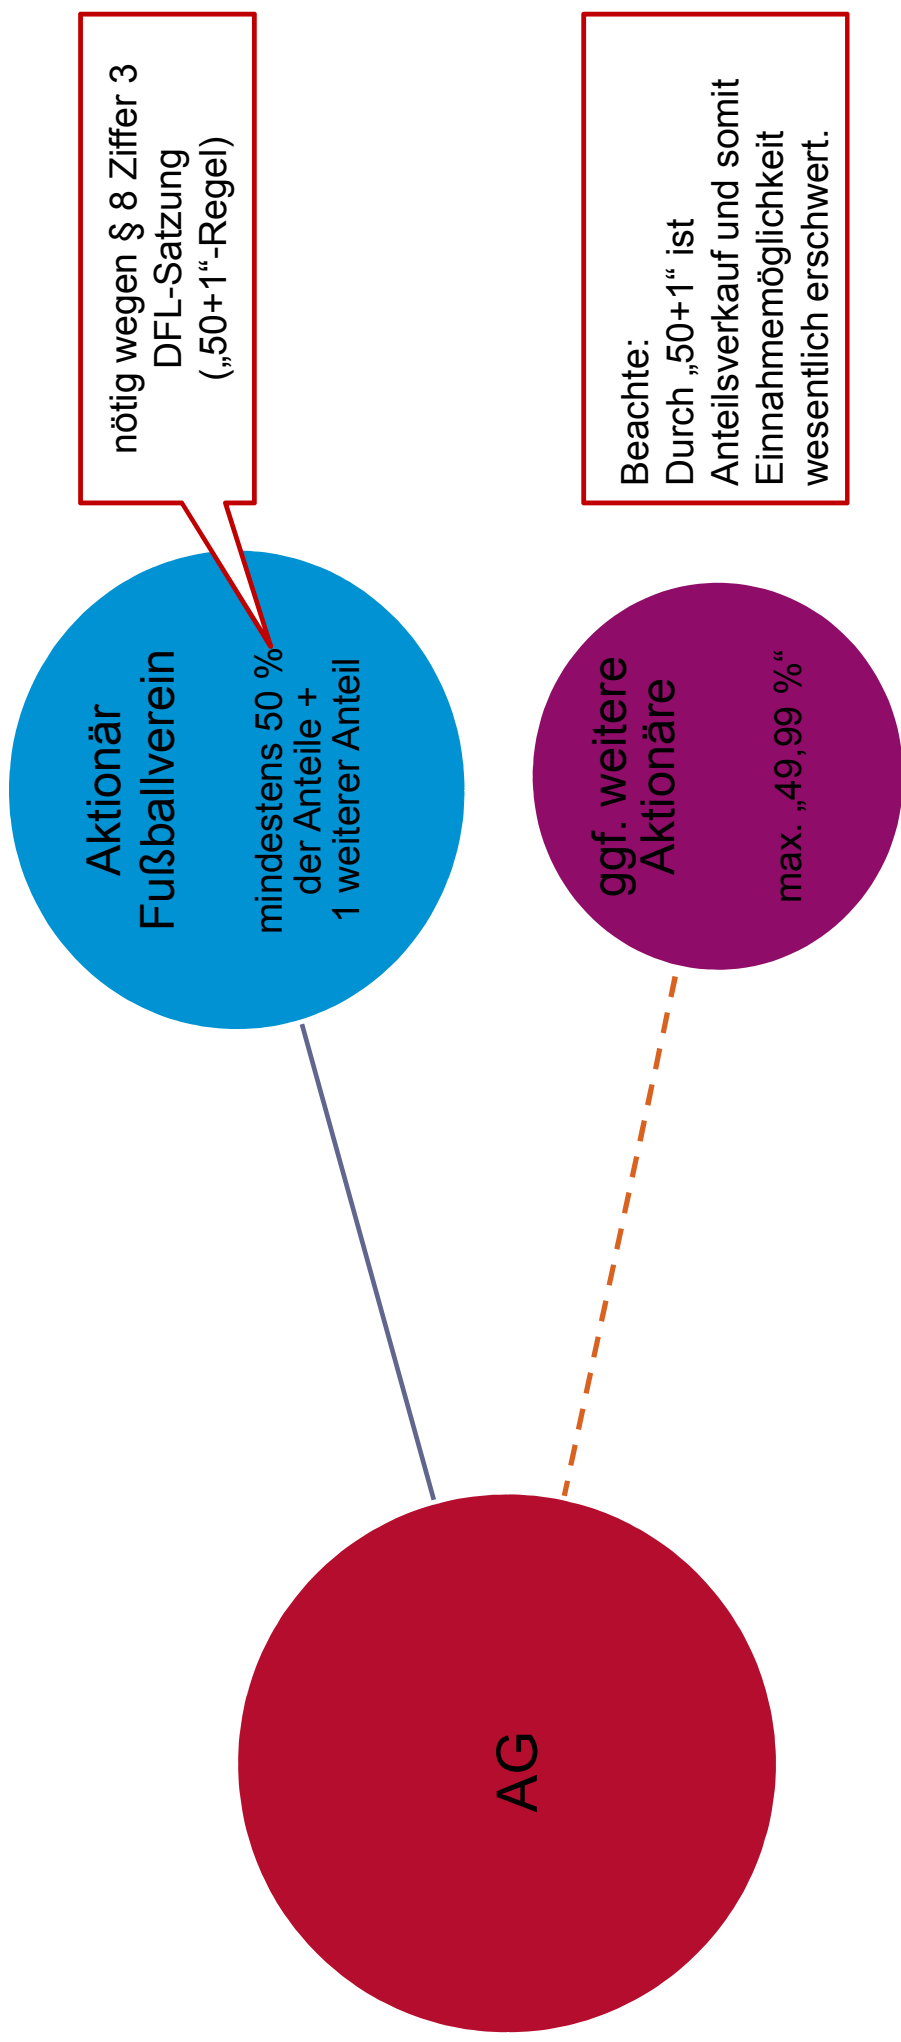 AG
Aktionär
Fußballverein
mindestens 50 %
der Anteile +
1 weiterer Anteil
nötig wegen § 8 Ziffer 3
DFL-Satzung
(„50+1“-Regel)
ggf. weitere
Aktionäre
max. „49,99 %“
Beachte:
Durch „50+1“ ist
Anteilsverkauf und somit
Einnahmemöglichkeit
wesentlich erschwert.